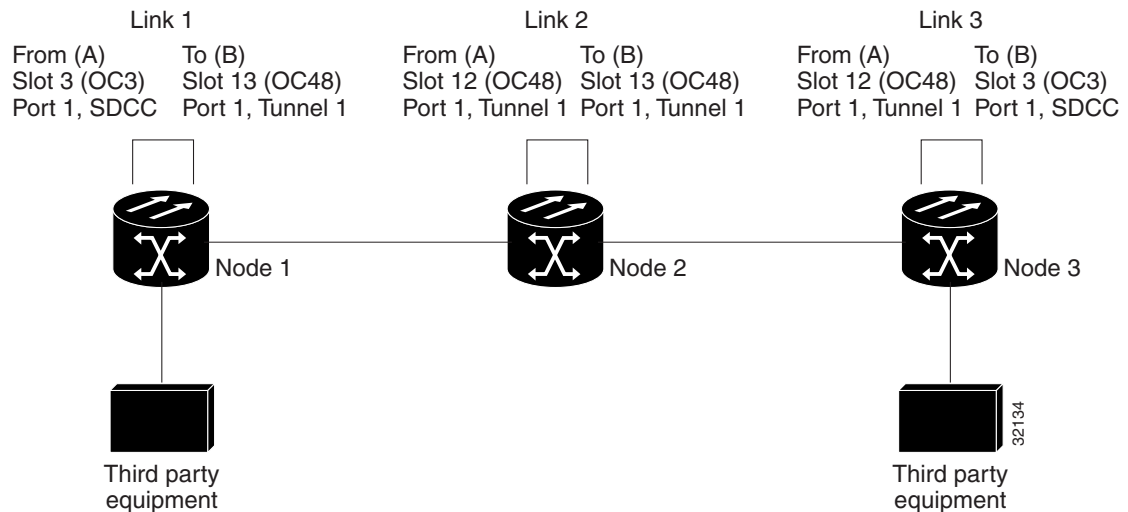 Link 1
From (A)
Slot 3 (OC3)
Port 1, SDCC
To (B)
Slot 13 (OC48)
Port 1, Tunnel 1
Link 2
From (A)
Slot 12 (OC48)
Port 1, Tunnel 1
To (B)
Slot 13 (OC48)
Port 1, Tunnel 1
Link 3
From (A)
Slot 12 (OC48)
Port 1, Tunnel 1
To (B)
Slot 3 (OC3)
Port 1, SDCC
Node 1
Node 2
Node 3
Third party
equipment
Third party
equipment
32134